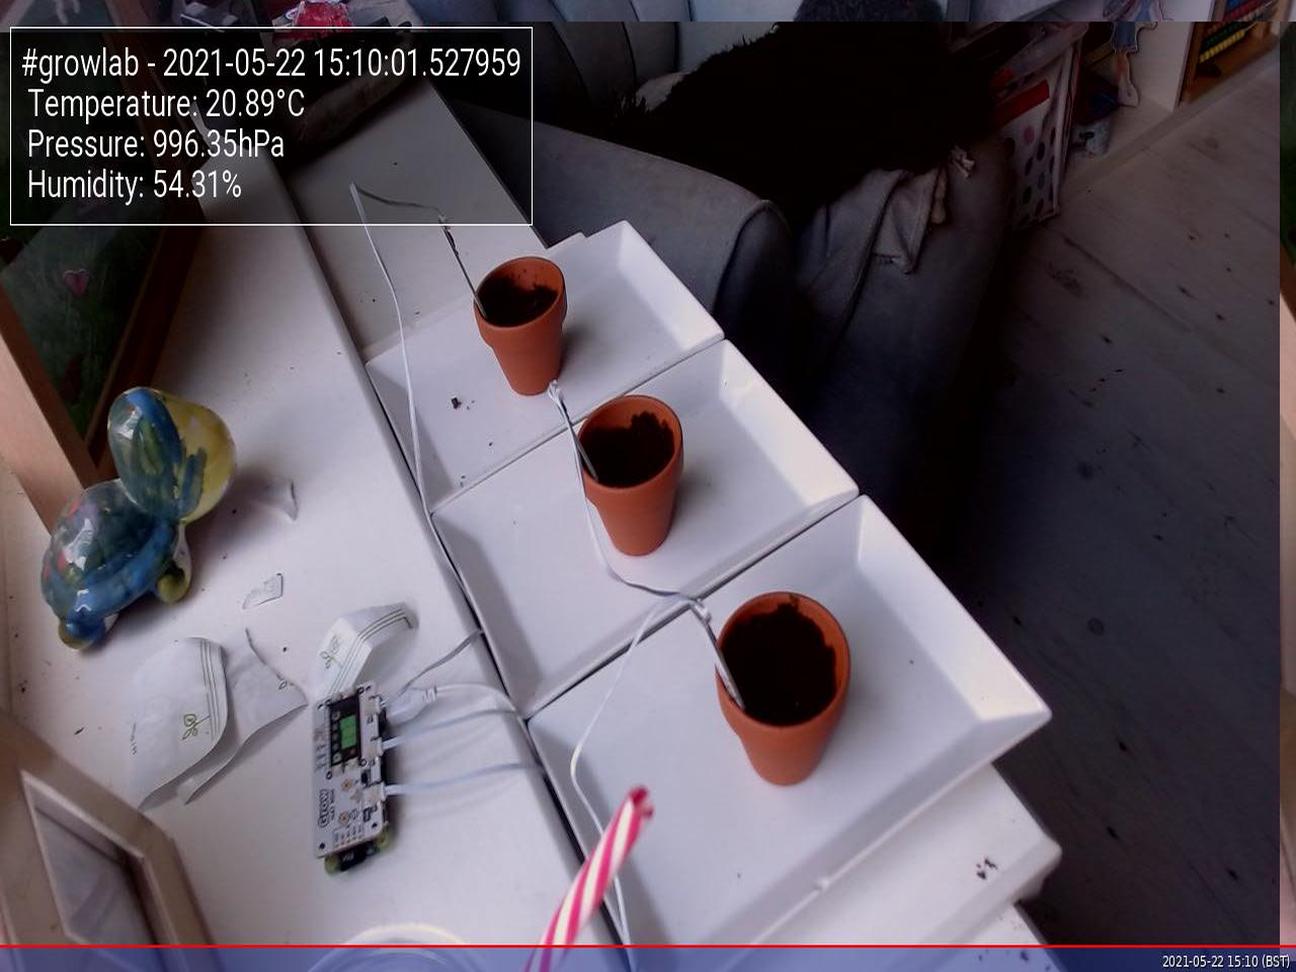 #growlab - 2021-05-22 15:10:01.527959
Temperature: 20.89°C
Pressure: 996.35hPa
Humidity: 54.31%
Grow
2021-05-22 15:10 (BST)